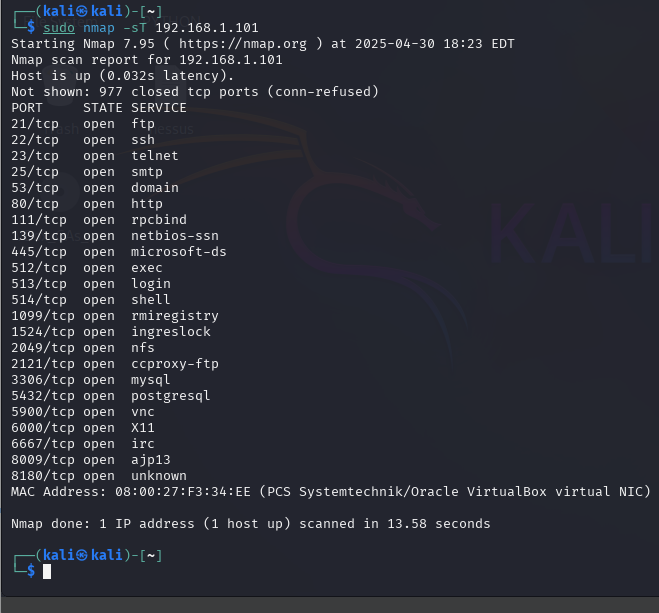 ┌──(kali㉿kali)-[~]
└─$ sudo nmap -sT 192.168.1.101
Starting Nmap 7.95 ( https://nmap.org ) at 2025-04-30 18:23 EDT
Nmap scan report for 192.168.1.101
Host is up (0.032s latency).
Not shown: 977 closed tcp ports (conn-refused)
PORT     STATE SERVICE
21/tcp   open  ftp
22/tcp   open  ssh
23/tcp   open  telnet
25/tcp   open  smtp
53/tcp   open  domain
80/tcp   open  http
111/tcp  open  rpcbind
139/tcp  open  netbios-ssn
445/tcp  open  microsoft-ds
512/tcp  open  exec
513/tcp  open  login
514/tcp  open  shell
1099/tcp open  rmiregistry
1524/tcp open  ingreslock
2049/tcp open  nfs
2121/tcp open  ccproxy-ftp
3306/tcp open  mysql
5432/tcp open  postgresql
5900/tcp open  vnc
6000/tcp open  X11
6667/tcp open  irc
8009/tcp open  ajp13
8180/tcp open  unknown
MAC Address: 08:00:27:F3:34:EE (PCS Systemtechnik/Oracle VirtualBox virtual NIC)
Nmap done: 1 IP address (1 host up) scanned in 13.58 seconds
┌──(kali㉿kali)-[~]
└─$
KALI